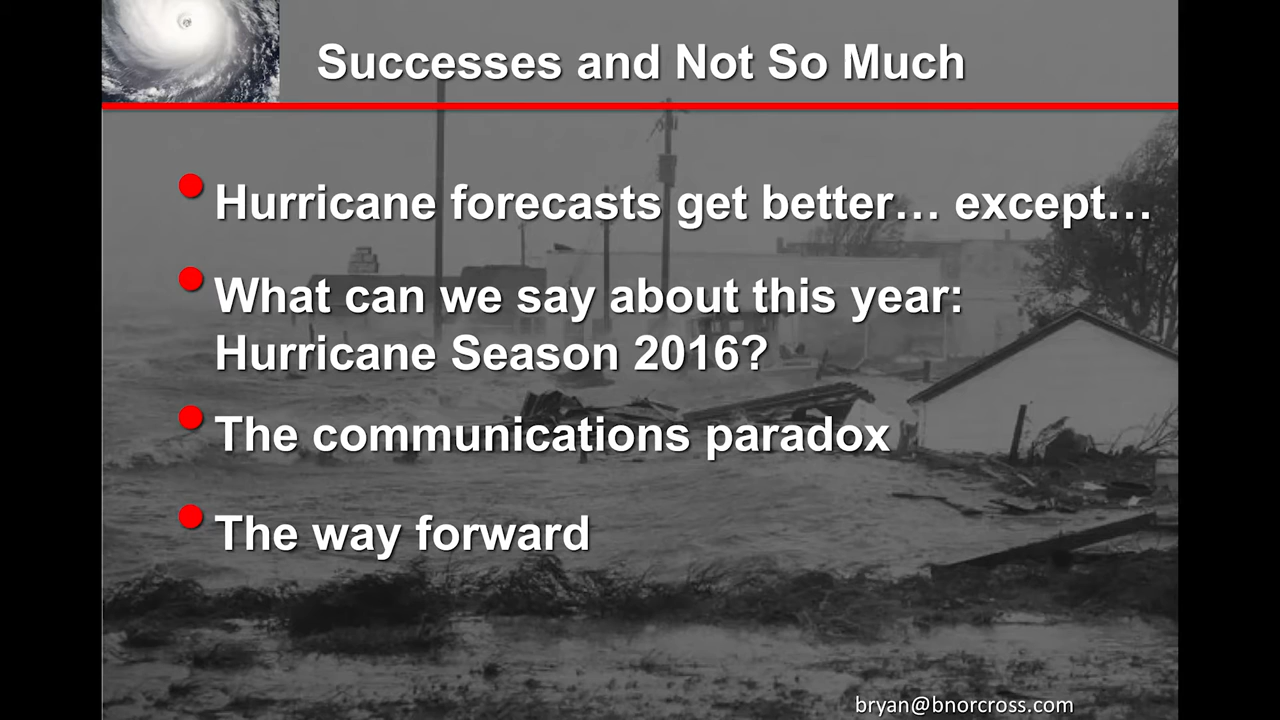 Successes and Not So Much
Hurricane forecasts get better… except…
What can we say about this year:
Hurricane Season 2016?
The communications paradox
The way forward
bryan@bnorcross.com